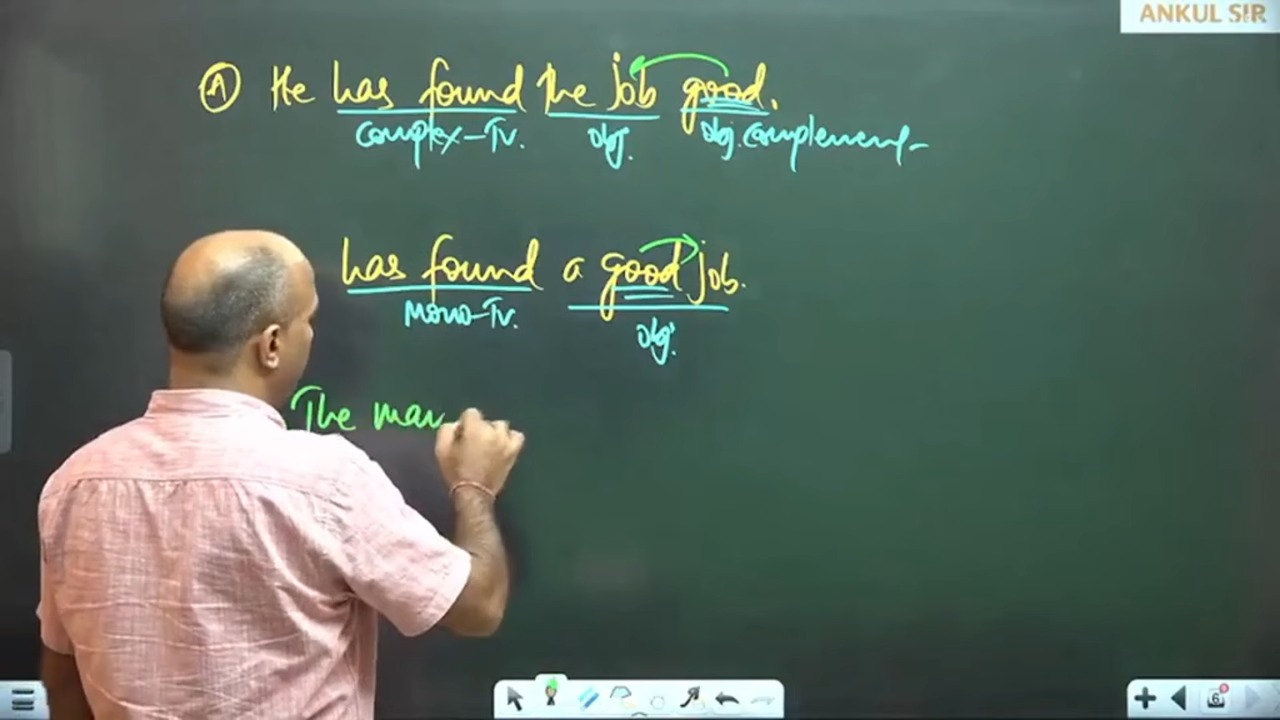 ANKUL SIR
Ⓐ He has found the job good.
complex-Tv. obj. obj. complement
has found a good job.
Mono-Tv. obj.
The man
6